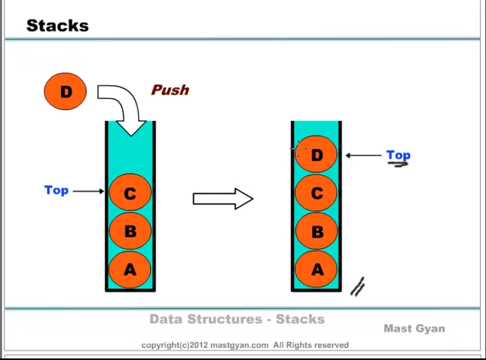 Stacks
D
Push
Top
C
B
A
D
C
B
A
Top
Data Structures - Stacks
Mast Gyan
copyright(c)2012 mastgyan.com All Rights reserved